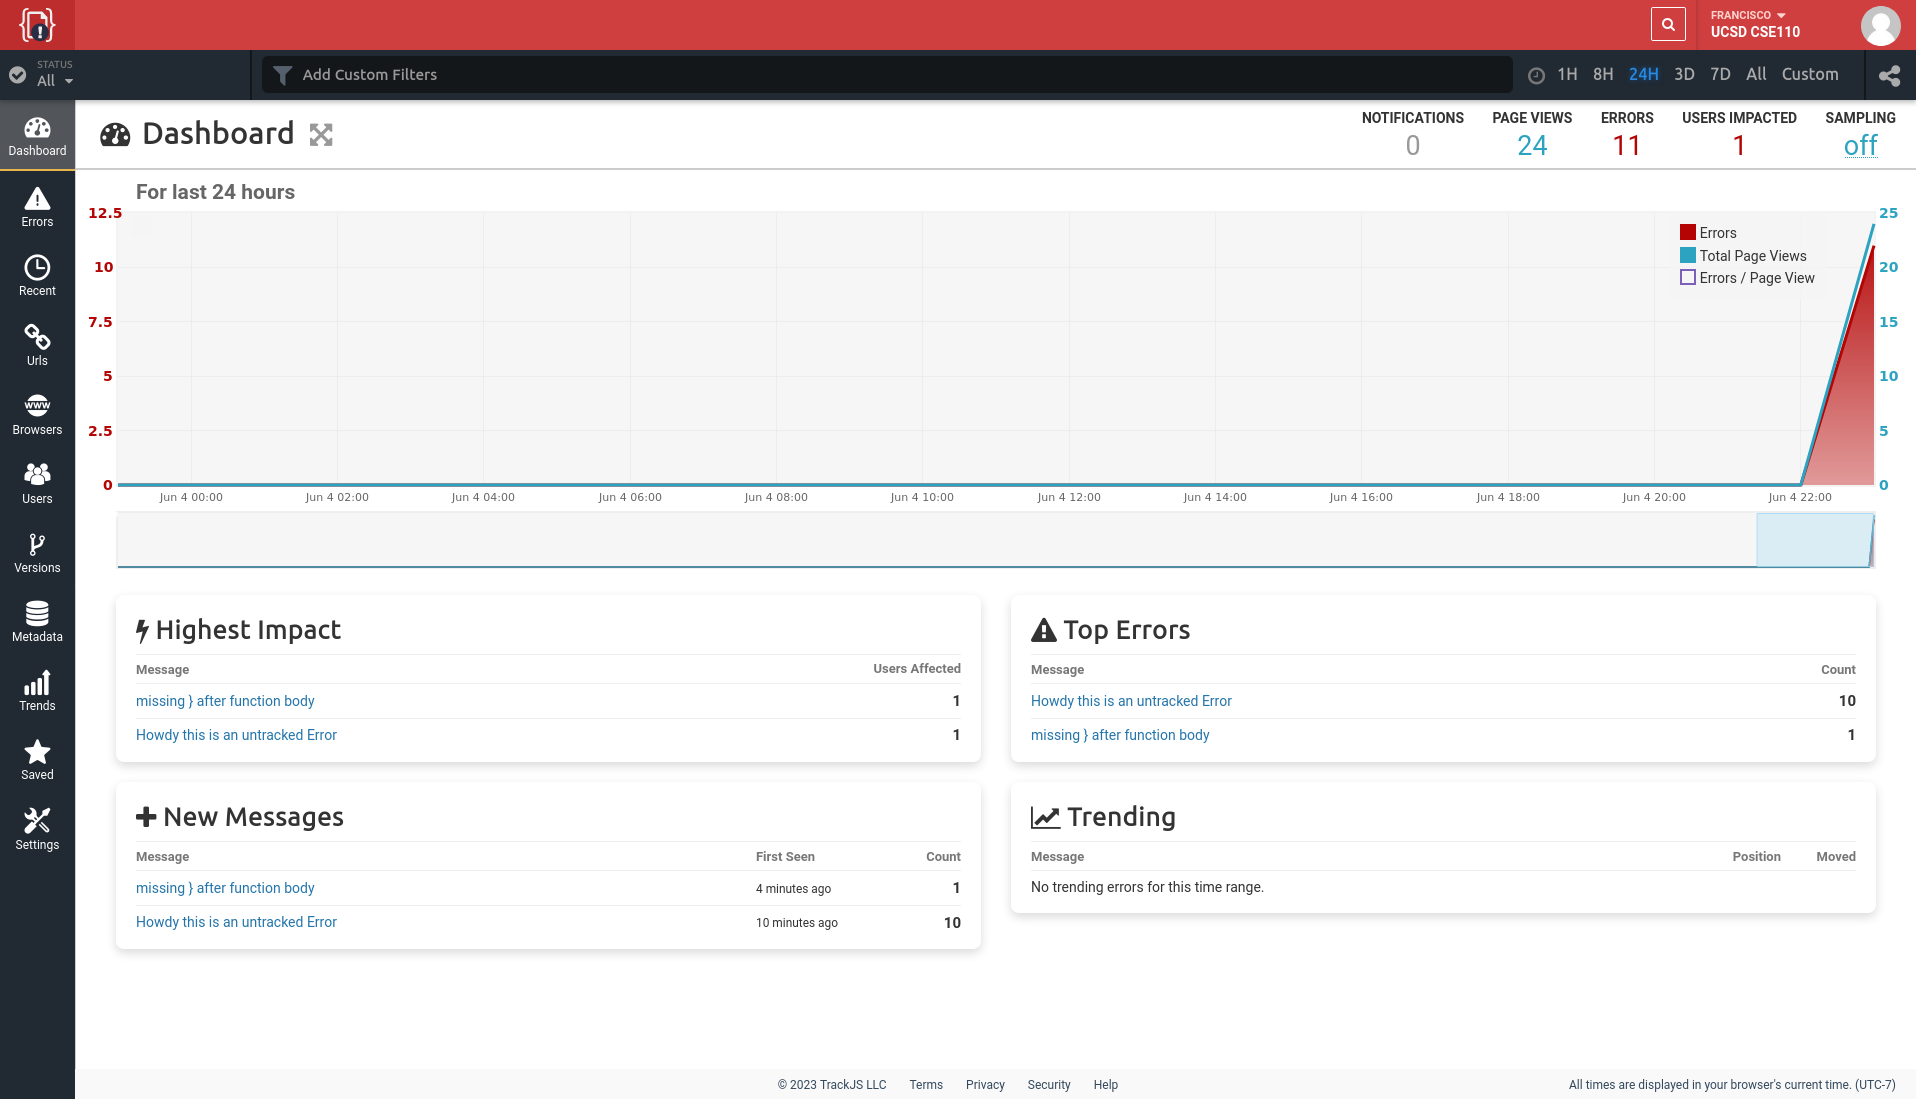 FRANCISCO
UCSD CSE110
STATUS
All
Add Custom Filters
1H 8H 24H 3D 7D All Custom
Dashboard
Errors
Recent
Urls
WWW
Browsers
Users
Versions
Metadata
Trends
Saved
Settings
Dashboard
NOTIFICATIONS PAGE VIEWS ERRORS USERS IMPACTED SAMPLING
0 24 11 1 off
For last 24 hours
12.5
10
7.5
5
2.5
0
25
20
15
10
5
0
Errors
Total Page Views
Errors / Page View
Jun 4 00:00 Jun 4 02:00 Jun 4 04:00 Jun 4 06:00 Jun 4 08:00 Jun 4 10:00 Jun 4 12:00 Jun 4 14:00 Jun 4 16:00 Jun 4 18:00 Jun 4 20:00 Jun 4 22:00
Highest Impact
Message Users Affected
missing } after function body 1
Howdy this is an untracked Error 1
Top Errors
Message Count
Howdy this is an untracked Error 10
missing } after function body 1
New Messages
Message First Seen Count
missing } after function body 4 minutes ago 1
Howdy this is an untracked Error 10 minutes ago 10
Trending
Message Position Moved
No trending errors for this time range.
© 2023 TrackJS LLC Terms Privacy Security Help
All times are displayed in your browser's current time. (UTC-7)